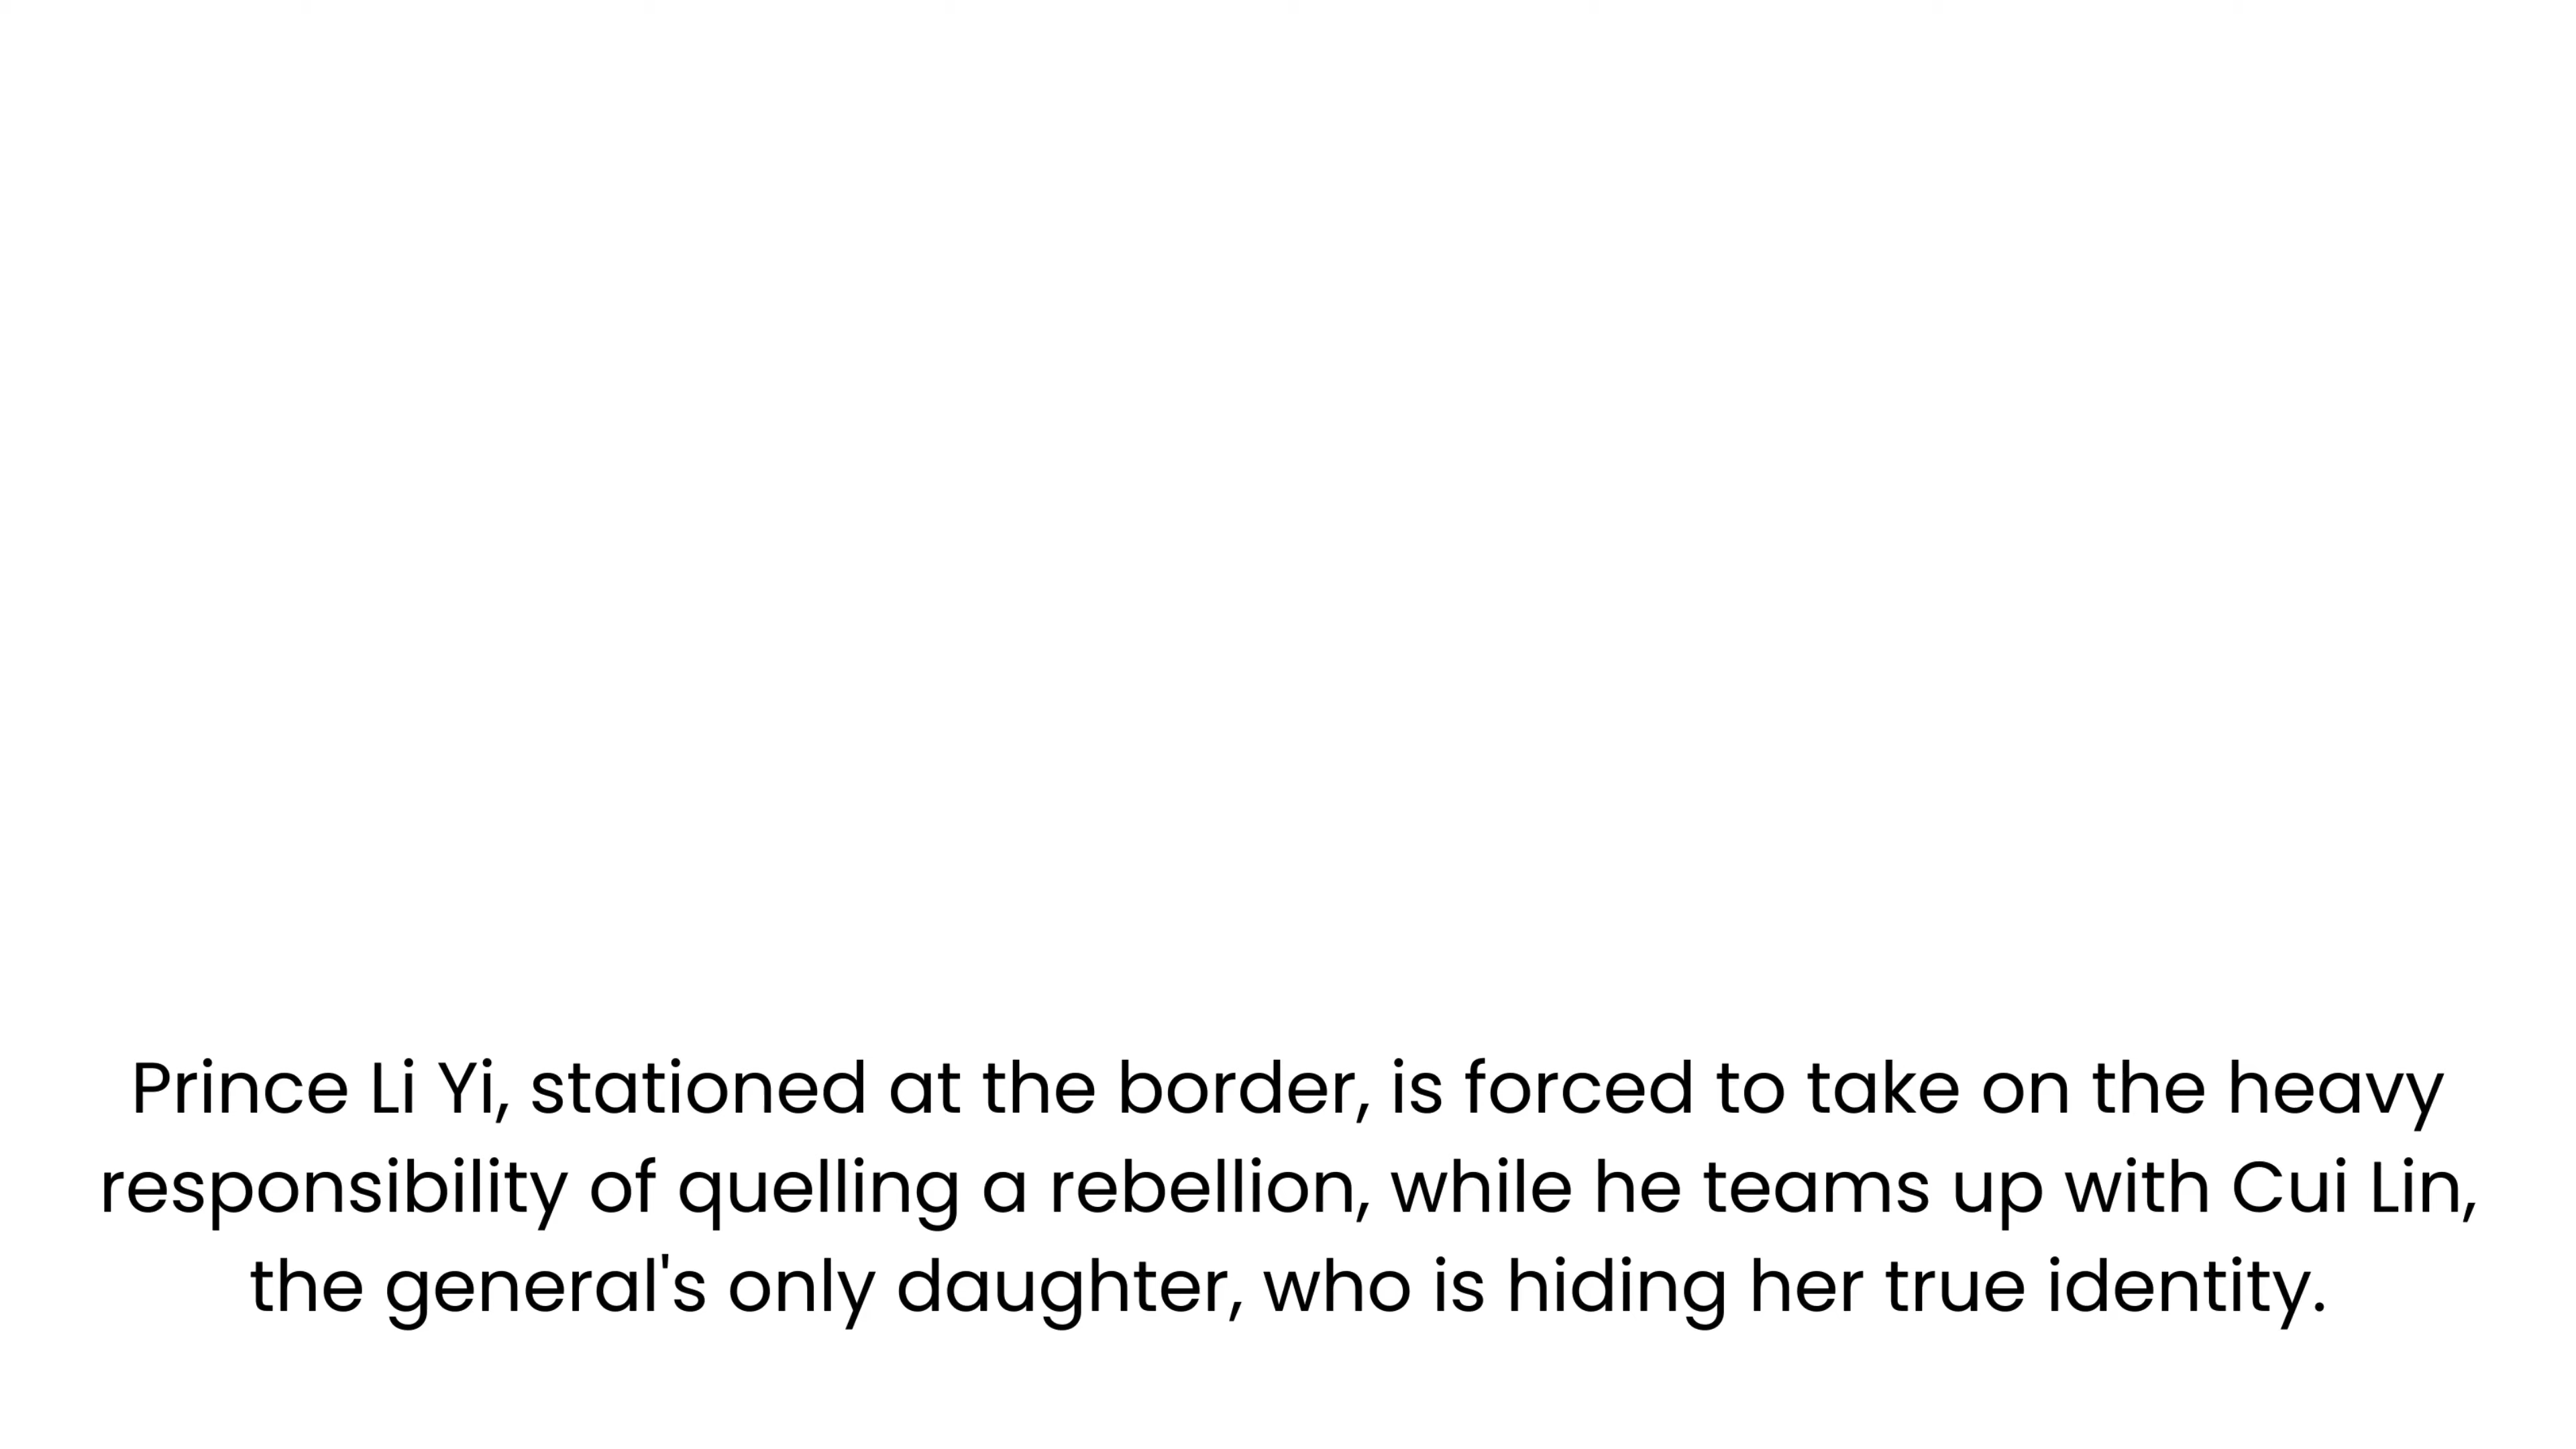 Prince Li Yi, stationed at the border, is forced to take on the heavy
responsibility of quelling a rebellion, while he teams up with Cui Lin,
the general's only daughter, who is hiding her true identity.